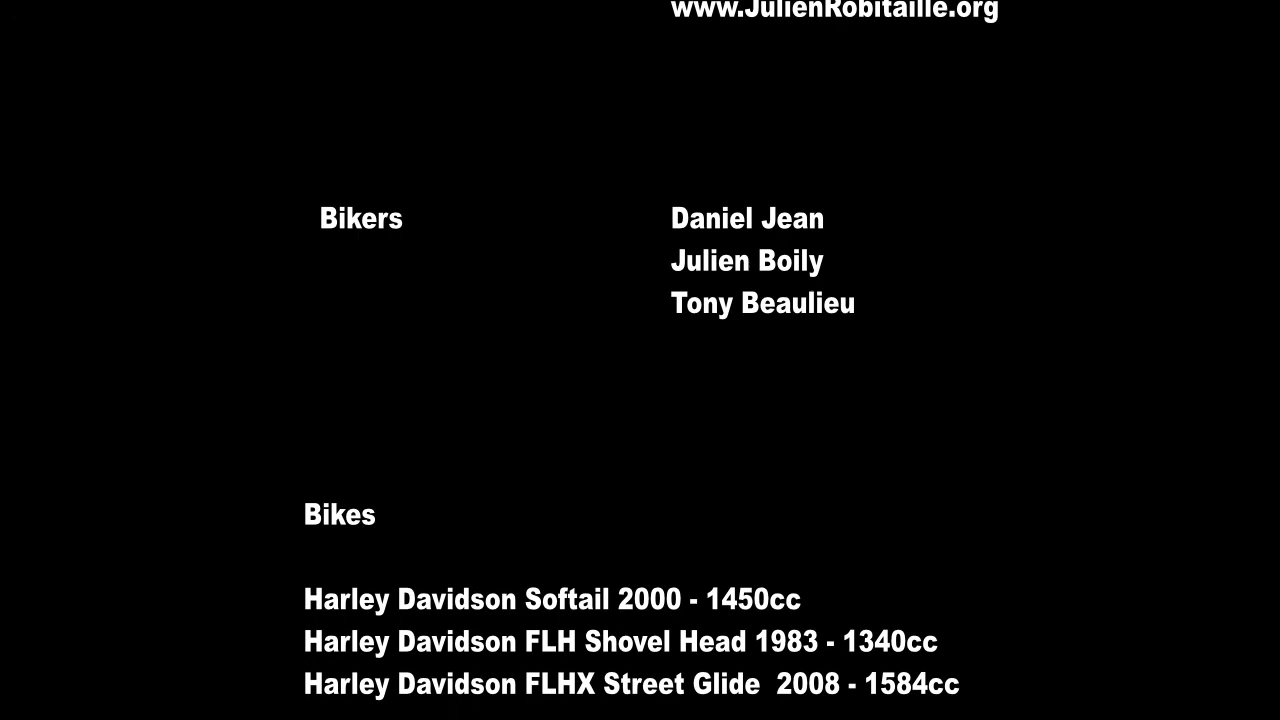 www.JulienRobitaille.org
Bikers Daniel Jean
Julien Boily
Tony Beaulieu
Bikes
Harley Davidson Softail 2000 - 1450cc
Harley Davidson FLH Shovel Head 1983 - 1340cc
Harley Davidson FLHX Street Glide  2008 - 1584cc